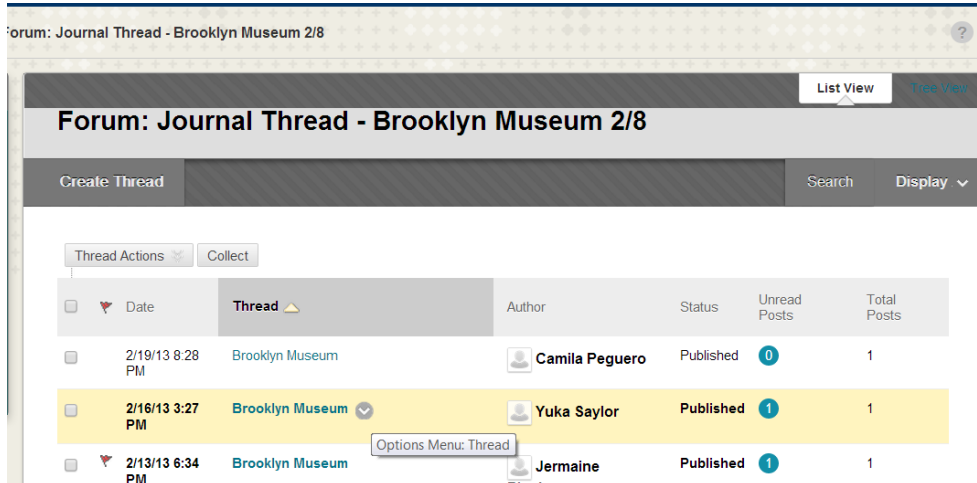 Forum: Journal Thread - Brooklyn Museum 2/8
?
List View
Tree View
Forum: Journal Thread - Brooklyn Museum 2/8
Create Thread
Search
Display
Thread Actions
Collect
Date
Thread
Author
Status
Unread
Posts
Total
Posts
2/19/13 8:28
PM
Brooklyn Museum
Camila Peguero
Published
0
1
2/16/13 3:27
PM
Brooklyn Museum
Yuka Saylor
Published
1
1
Options Menu: Thread
2/13/13 6:34
PM
Brooklyn Museum
Jermaine
Published
1
1